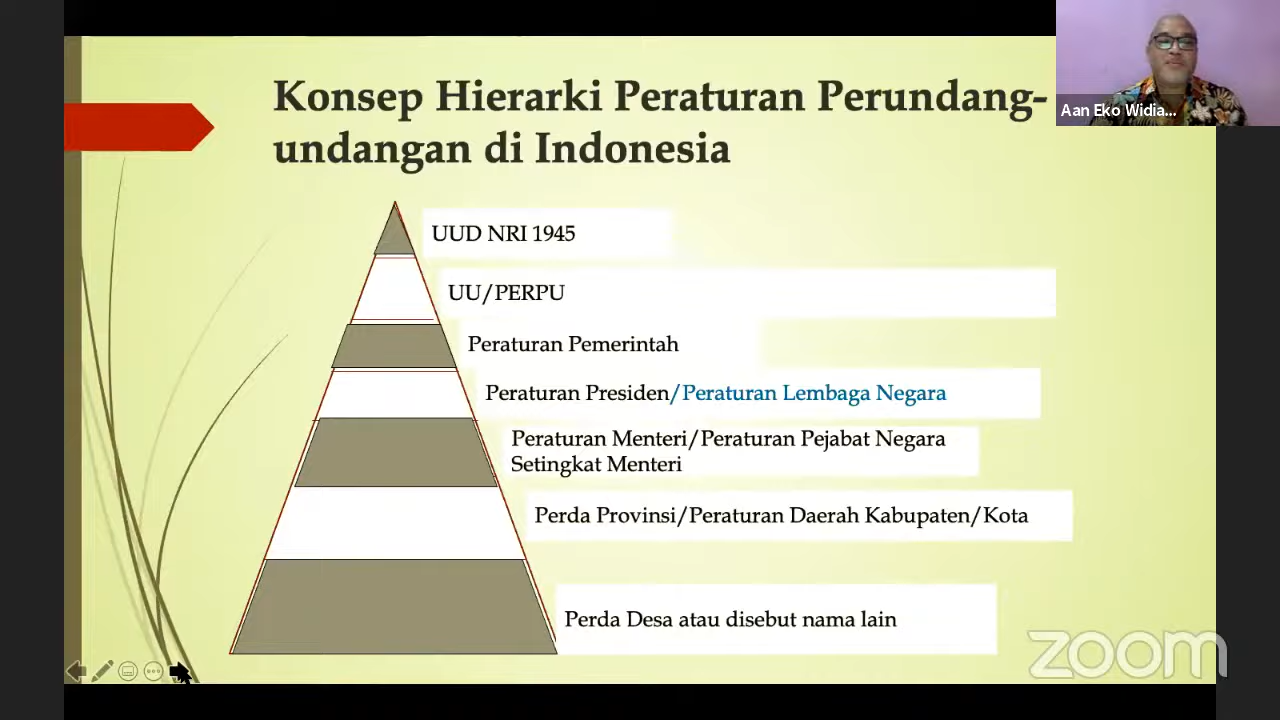 Konsep Hierarki Peraturan Perundang-
undangan di Indonesia
Aan Eko Widia...
UUD NRI 1945
UU/PERPU
Peraturan Pemerintah
Peraturan Presiden/Peraturan Lembaga Negara
Peraturan Menteri/Peraturan Pejabat Negara
Setingkat Menteri
Perda Provinsi/Peraturan Daerah Kabupaten/Kota
Perda Desa atau disebut nama lain
zoom